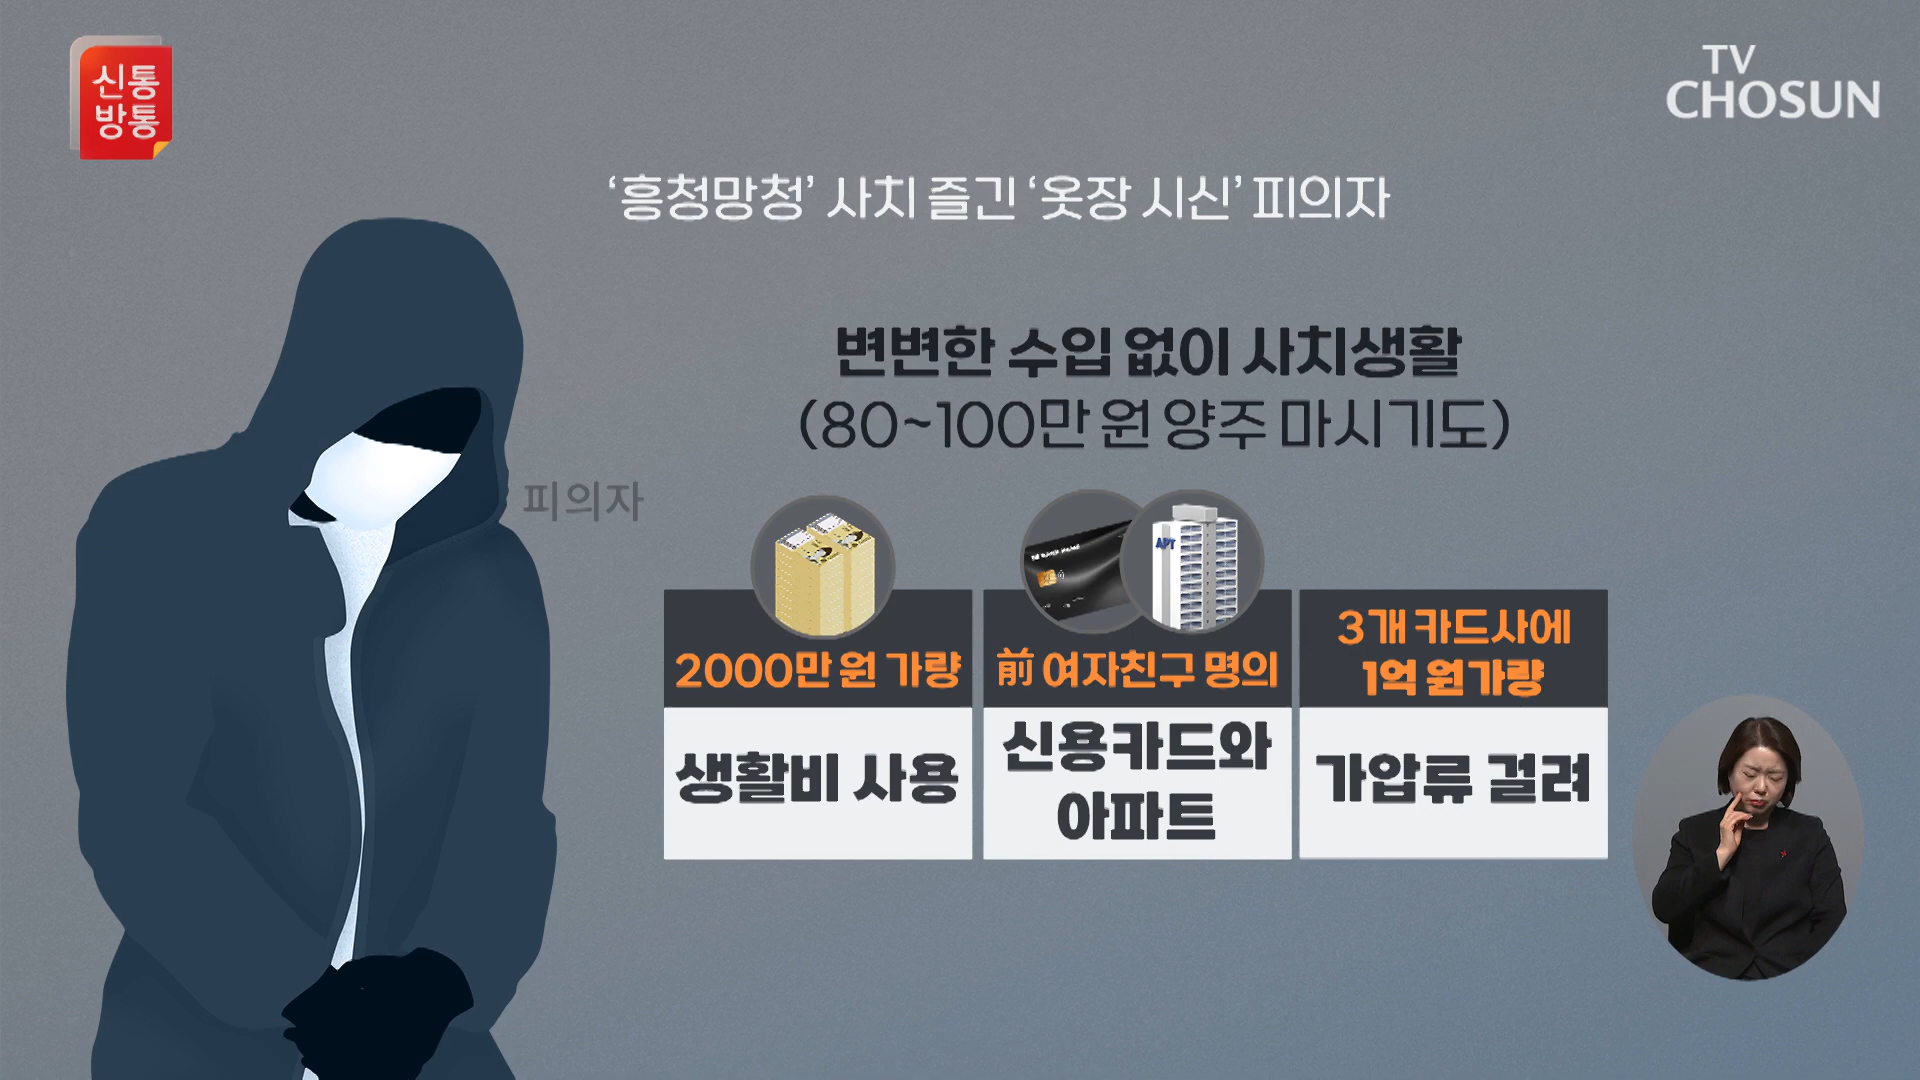 신통
방통
TV
CHOSUN
‘흥청망청’ 사치 즐긴 ‘옷장 시신’ 피의자
변변한 수입 없이 사치생활
(80~100만 원 양주 마시기도)
피의자
APT
2000만 원 가량
생활비 사용
前 여자친구 명의
신용카드와
아파트
3개 카드사에
1억 원가량
가압류 걸려